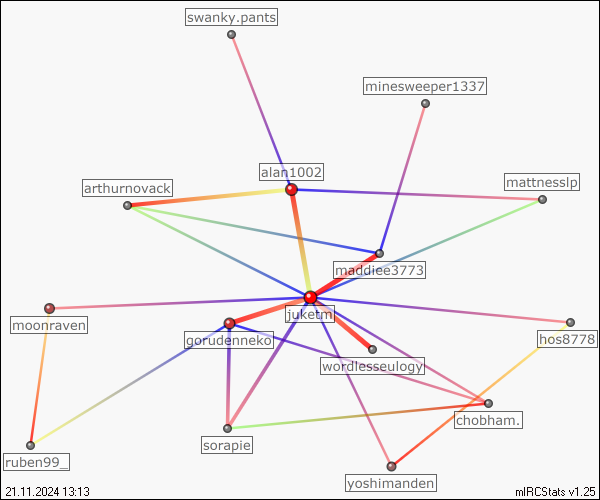 swanky.pants
minesweeper1337
alan1002
arthurnovack
mattnesslp
maddiee3773
juketm
moonraven
gorudenneko
hos8778
wordlesseulogy
chobham.
sorapie
ruben99_
yoshimanden
21.11.2024 13:13
mIRCStats v1.25